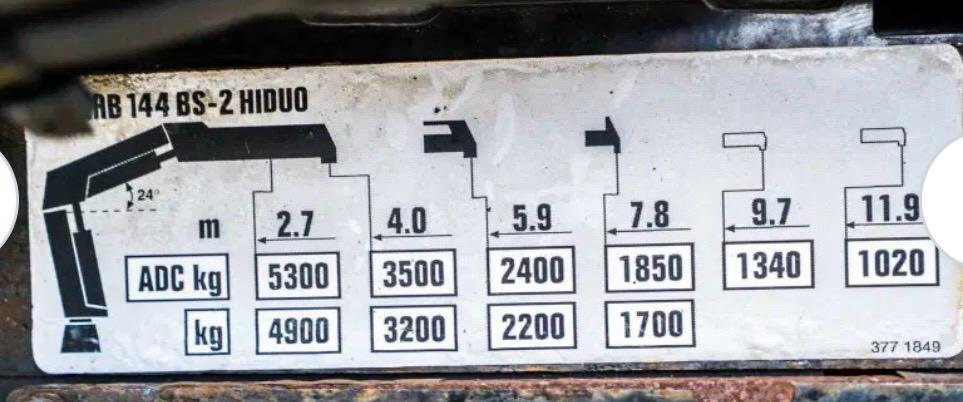 AB 144 BS-2 HIDUO
24°
m 2.7 4.0 5.9 7.8 9.7 11.9
ADC kg 5300 3500 2400 1850 1340 1020
kg 4900 3200 2200 1700
377 1849